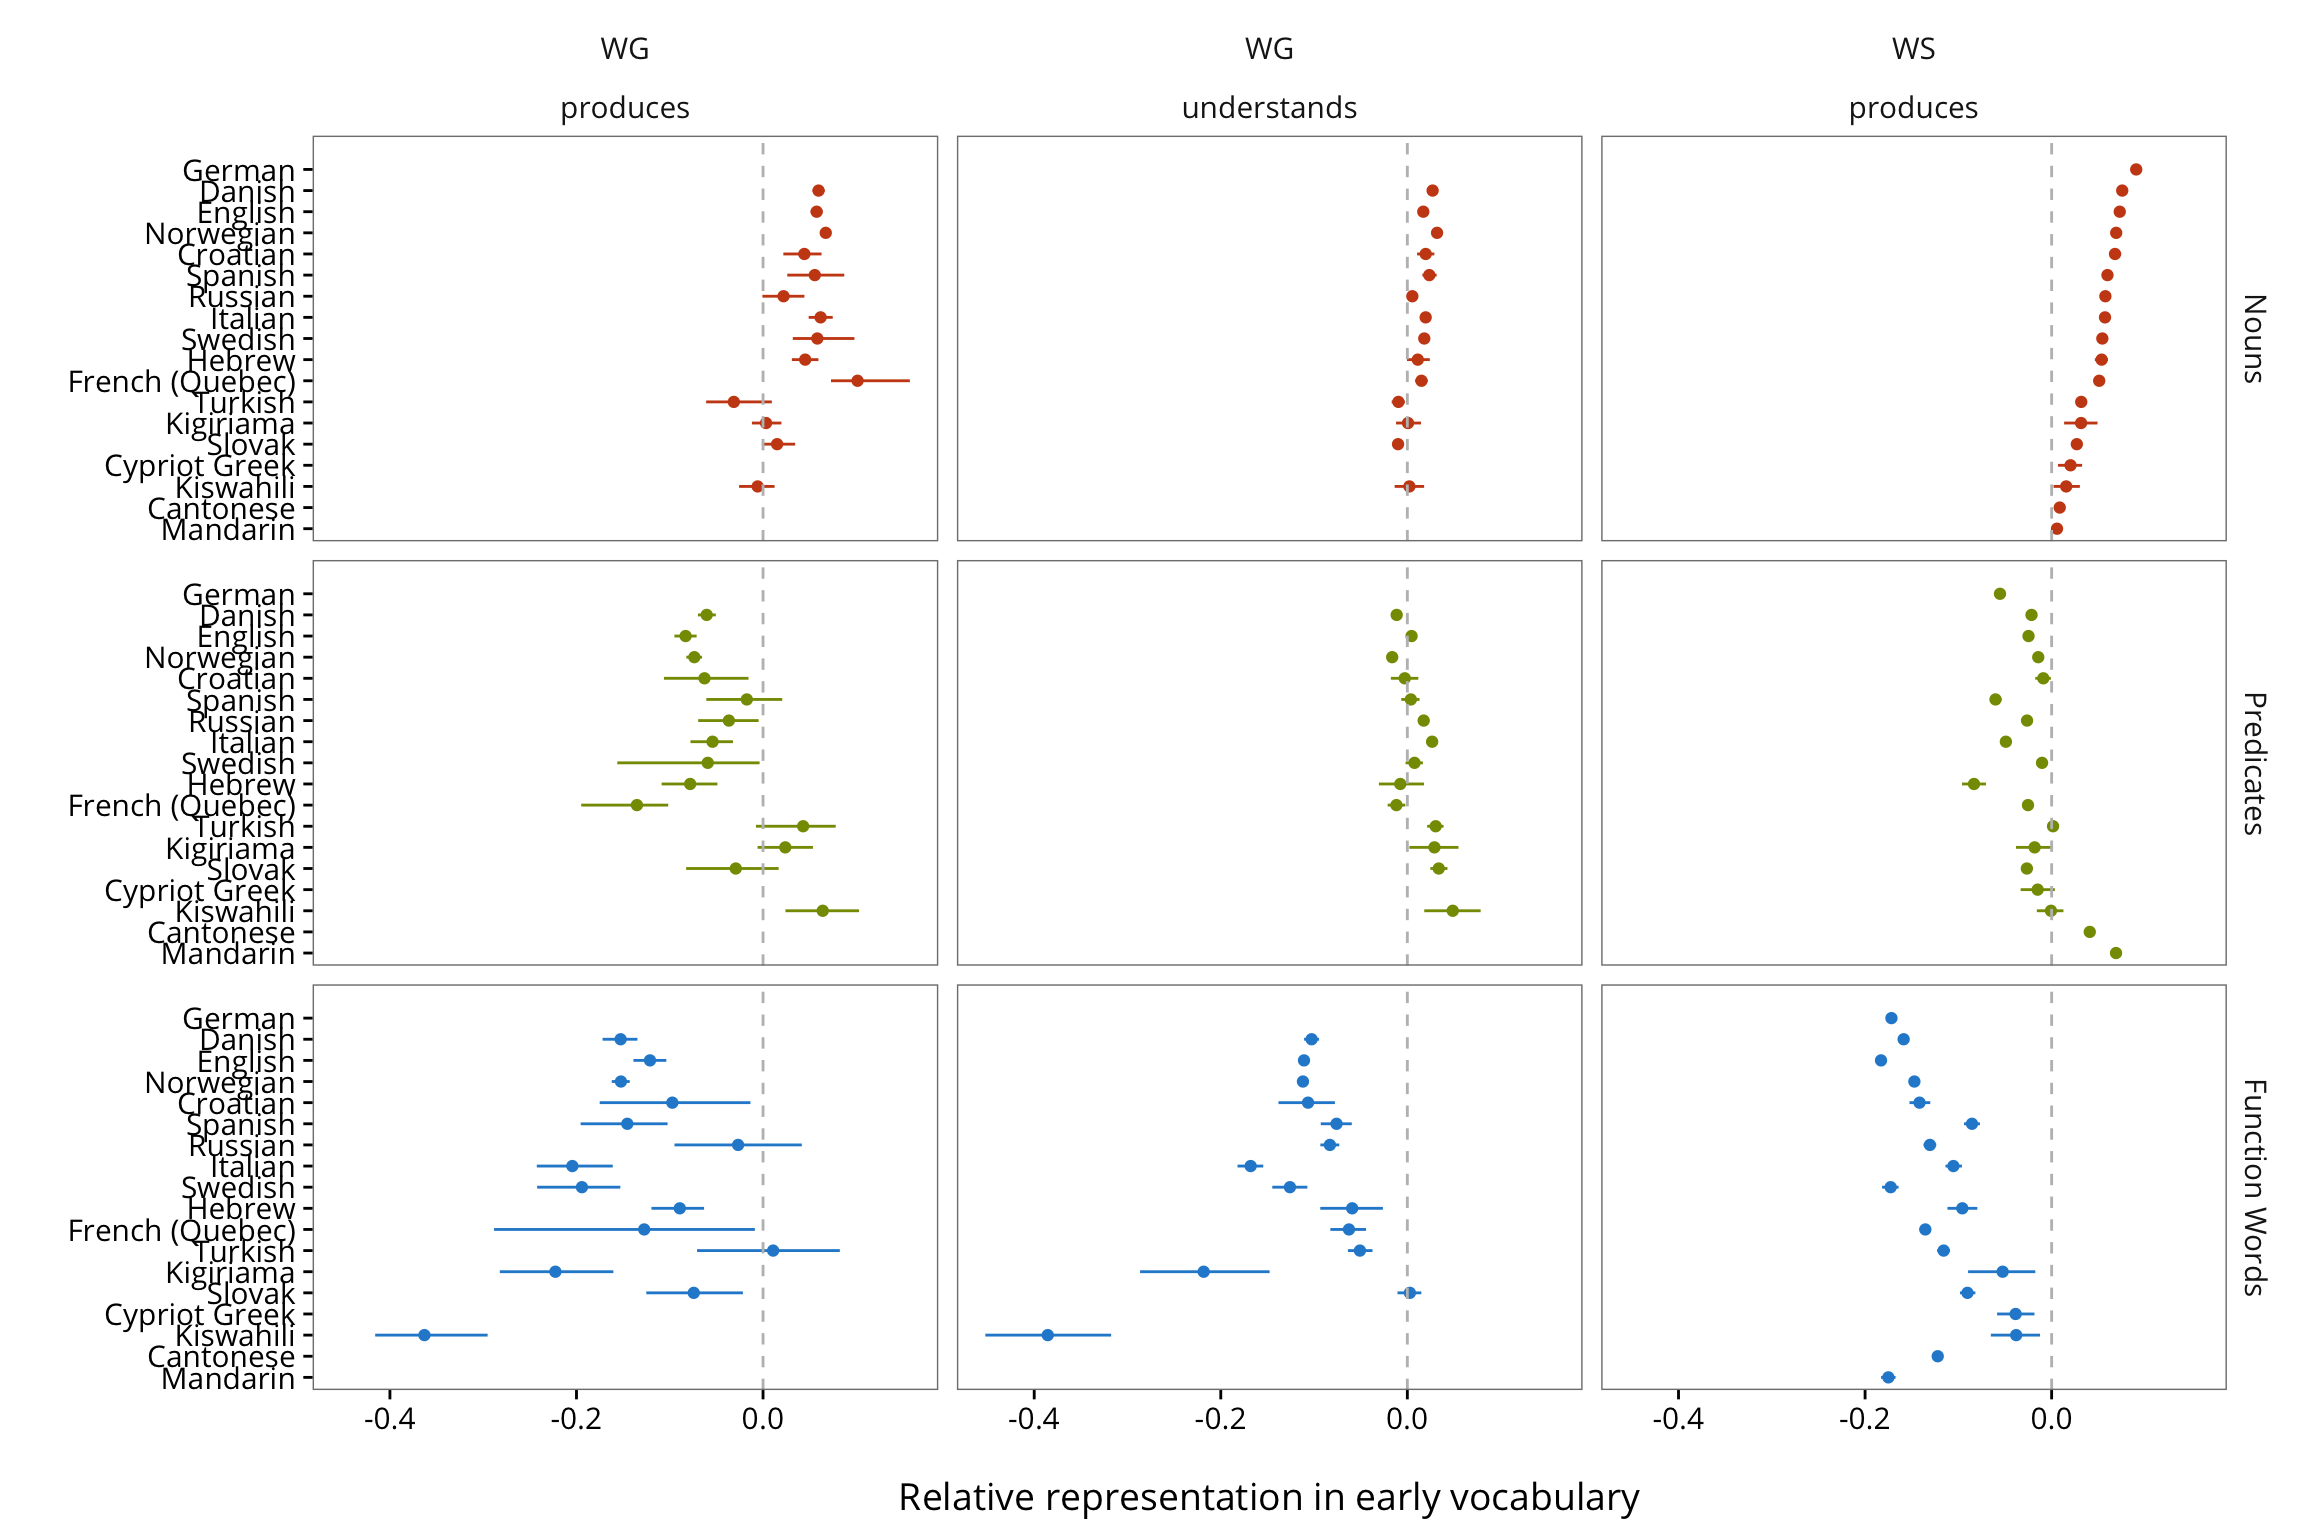 WG
WG
WS
produces
understands
produces
German
Danish
English
Norwegian
Croatian
Spanish
Russian
Italian
Swedish
Hebrew
French (Quebec)
Turkish
Kigiriama
Slovak
Cypriot Greek
Kiswahili
Cantonese
Mandarin
Nouns
German
Danish
English
Norwegian
Croatian
Spanish
Russian
Italian
Swedish
Hebrew
French (Quebec)
Turkish
Kigiriama
Slovak
Cypriot Greek
Kiswahili
Cantonese
Mandarin
Predicates
German
Danish
English
Norwegian
Croatian
Spanish
Russian
Italian
Swedish
Hebrew
French (Quebec)
Turkish
Kigiriama
Slovak
Cypriot Greek
Kiswahili
Cantonese
Mandarin
Function Words
-0.4 -0.2 0.0
-0.4 -0.2 0.0
-0.4 -0.2 0.0
Relative representation in early vocabulary